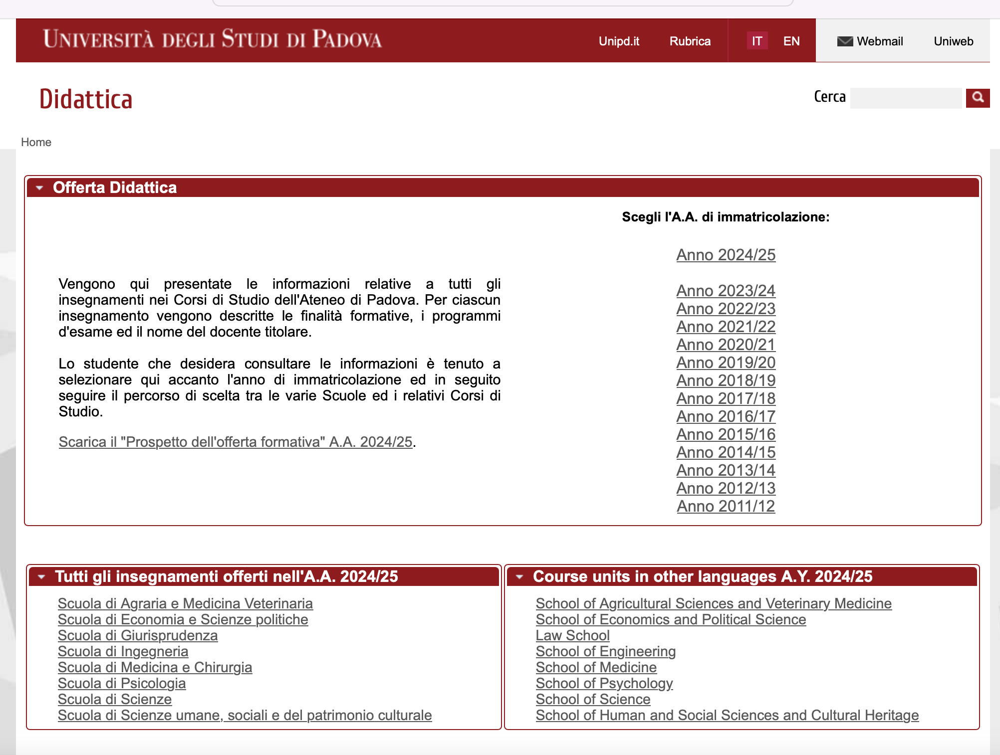 Università degli Studi di Padova
Unipd.it
Rubrica
IT
EN
Webmail
Uniweb
Didattica
Cerca
Home
Offerta Didattica
Vengono qui presentate le informazioni relative a tutti gli
insegnamenti nei Corsi di Studio dell'Ateneo di Padova. Per ciascun
insegnamento vengono descritte le finalità formative, i programmi
d'esame ed il nome del docente titolare.
Lo studente che desidera consultare le informazioni è tenuto a
selezionare qui accanto l'anno di immatricolazione ed in seguito
seguire il percorso di scelta tra le varie Scuole ed i relativi Corsi di
Studio.
Scarica il "Prospetto dell'offerta formativa" A.A. 2024/25.
Scegli l'A.A. di immatricolazione:
Anno 2024/25
Anno 2023/24
Anno 2022/23
Anno 2021/22
Anno 2020/21
Anno 2019/20
Anno 2018/19
Anno 2017/18
Anno 2016/17
Anno 2015/16
Anno 2014/15
Anno 2013/14
Anno 2012/13
Anno 2011/12
Tutti gli insegnamenti offerti nell'A.A. 2024/25
Scuola di Agraria e Medicina Veterinaria
Scuola di Economia e Scienze politiche
Scuola di Giurisprudenza
Scuola di Ingegneria
Scuola di Medicina e Chirurgia
Scuola di Psicologia
Scuola di Scienze
Scuola di Scienze umane, sociali e del patrimonio culturale
Course units in other languages A.Y. 2024/25
School of Agricultural Sciences and Veterinary Medicine
School of Economics and Political Science
Law School
School of Engineering
School of Medicine
School of Psychology
School of Science
School of Human and Social Sciences and Cultural Heritage